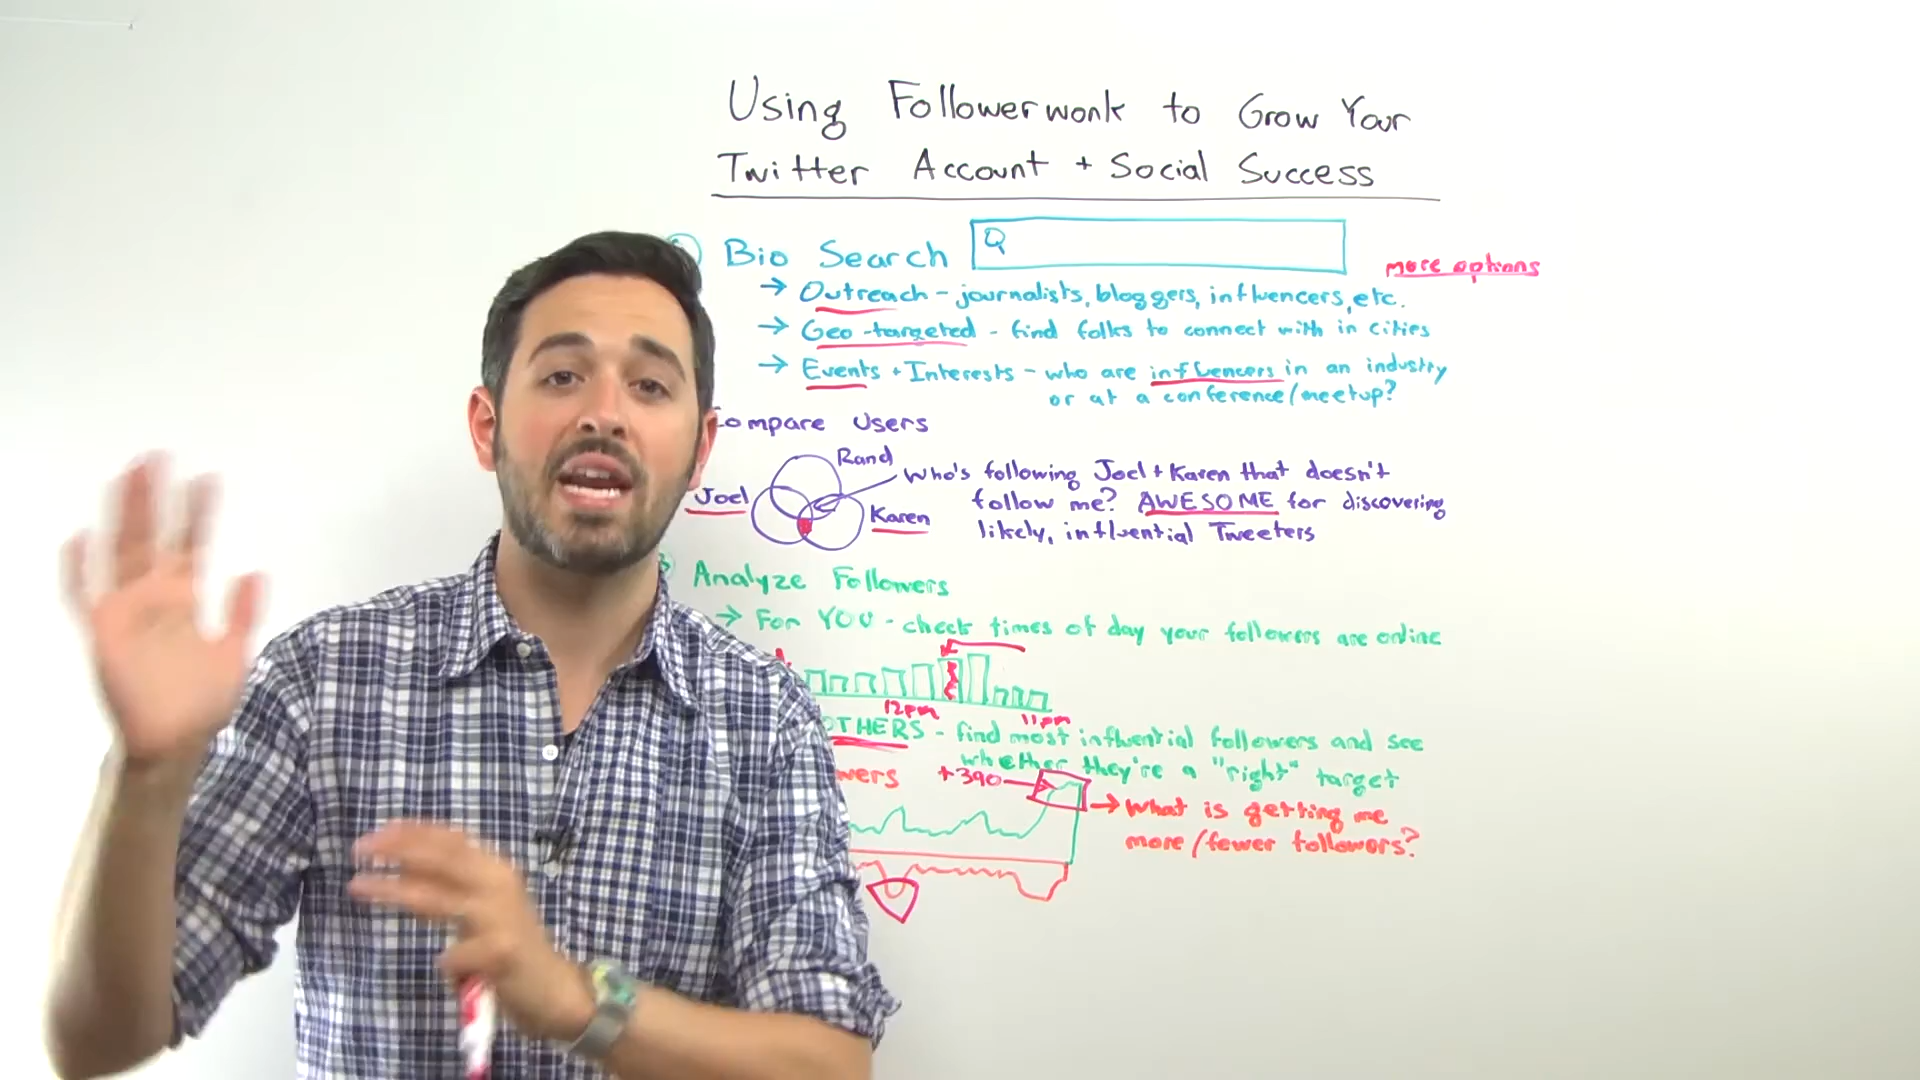 Using Followerwonk to Grow Your
Twitter Account + Social Success
Bio Search
more options
→ Outreach - journalists, bloggers, influencers, etc.
→ Geo-targeted - find folks to connect with in cities
→ Events + Interests - who are influencers in an industry
or at a conference/meetup?
Compare Users
Rand
Joel
Karen
Who's following Joel + Karen that doesn't
follow me? AWESOME for discovering
likely, influential Tweeters
3 Analyze Followers
→ For YOU - check times of day your followers are online
12pm
11pm
OTHERS - find most influential followers and see
whether they're a "right" target
wers
+390
→ What is getting me
more/fewer followers?